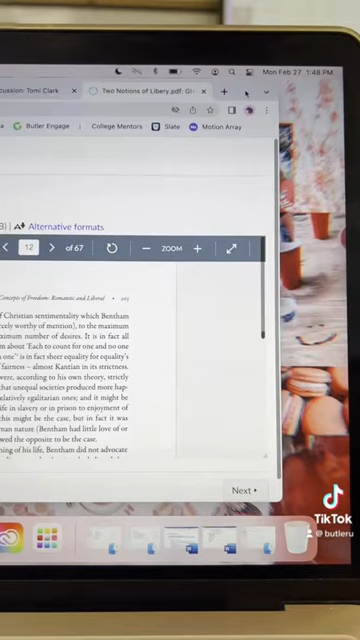 Mon Feb 27 1:48 PM
cussion: Tomi Clark
Two Notions of Libery.pdf: GH
Butler Engage
College Mentors
Slate
Motion Array
Alternative formats
12
of 67
ZOOM
Concepts of Freedom: Romantic and Liberal • 205
f Christian sentimentality which Bentham
rcely worthy of mention), to the maximum
ximum number of desires. It is in fact all
m about 'Each to count for one and no one
one' is in fact sheer equality for equality's
fairness – almost Kantian in its strictness.
were, according to his own theory, strictly
that unequal societies produced more hap-
elatively egalitarian ones; and it might be
ife in slavery or in prison to enjoyment of
this might be the case, but in fact it was
man nature (Bentham had little love of or
wed the opposite to be the case.
ning of his life, Bentham did not advocate
Next
TikTok
@ butleru